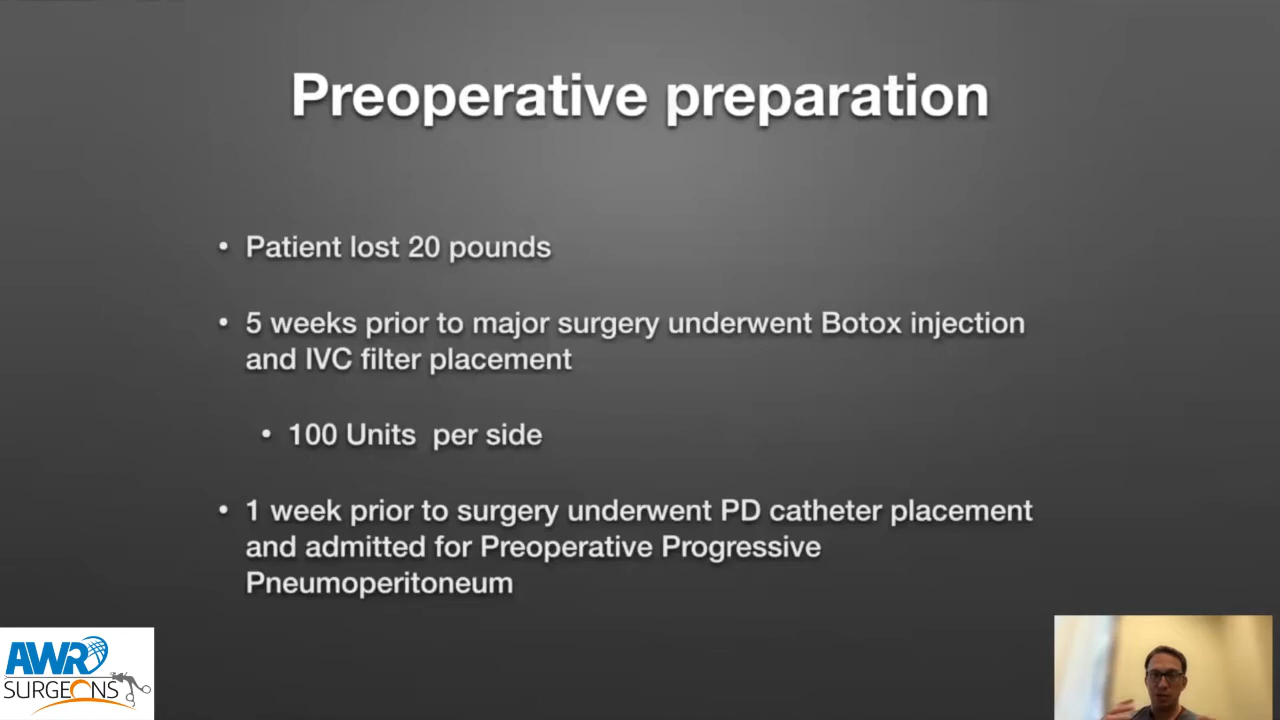 Preoperative preparation
• Patient lost 20 pounds
• 5 weeks prior to major surgery underwent Botox injection
and IVC filter placement
• 100 Units per side
• 1 week prior to surgery underwent PD catheter placement
and admitted for Preoperative Progressive
Pneumoperitoneum
AWR
SURGEONS